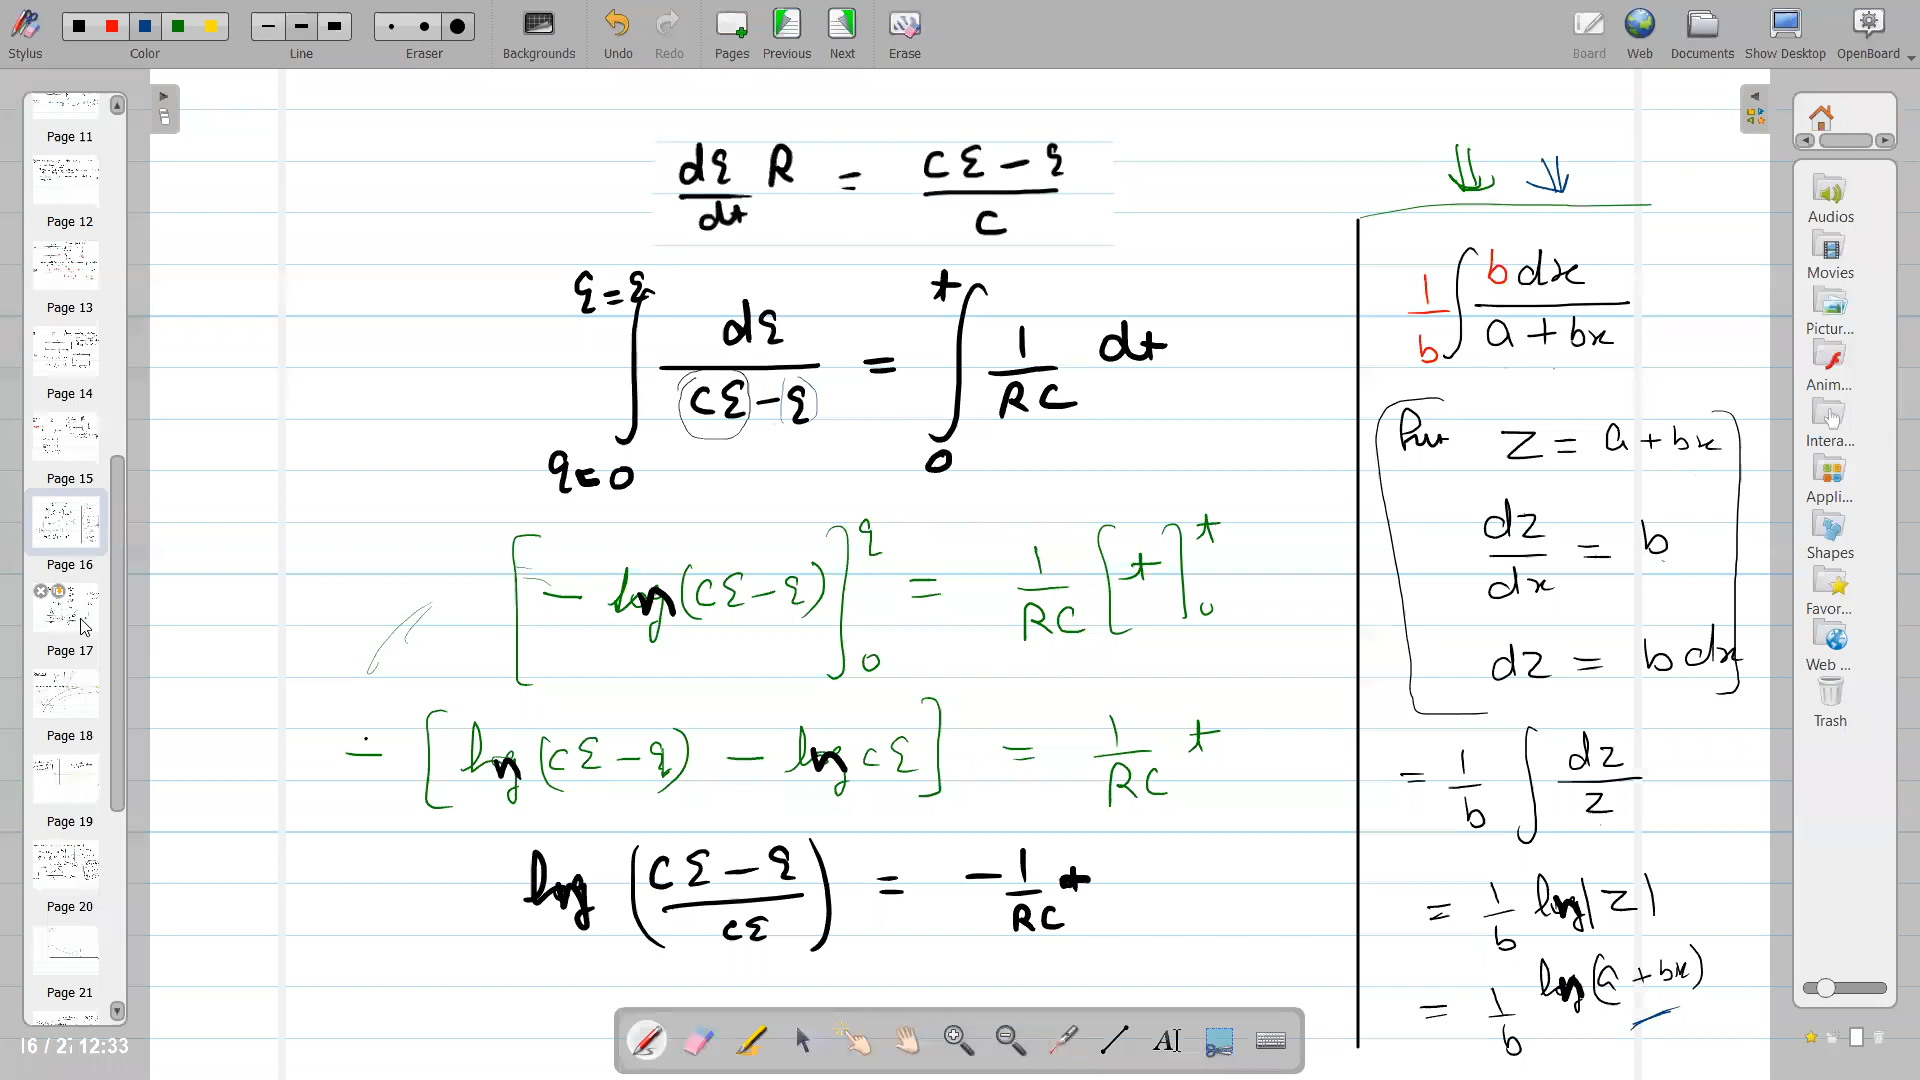 Stylus
Color
Line
Eraser
Backgrounds
Undo
Redo
Pages
Previous
Next
Erase
Board
Web
Documents
Show Desktop
OpenBoard
Page 11
Page 12
Page 13
Page 14
Page 15
Page 16
Page 17
Page 18
Page 19
Page 20
Page 21
12:33
dq/dt R = (Cε - q)/C
∫_{q=0}^{q=q} dq/(Cε - q) = ∫_0^t 1/RC dt
[- ln(Cε - q)]_0^q = 1/RC [t]_0^t
- [ln(Cε - q) - ln Cε] = 1/RC t
ln((Cε - q)/Cε) = -1/RC t
1/b ∫ b dx/(a + bx)
Put z = a + bx
dz/dx = b
dz = b dx
= 1/b ∫ dz/z
= 1/b ln|z|
= 1/b ln(a + bx)
Audios
Movies
Pictur...
Anim...
Intera...
Appli...
Shapes
Favor...
Web ...
Trash